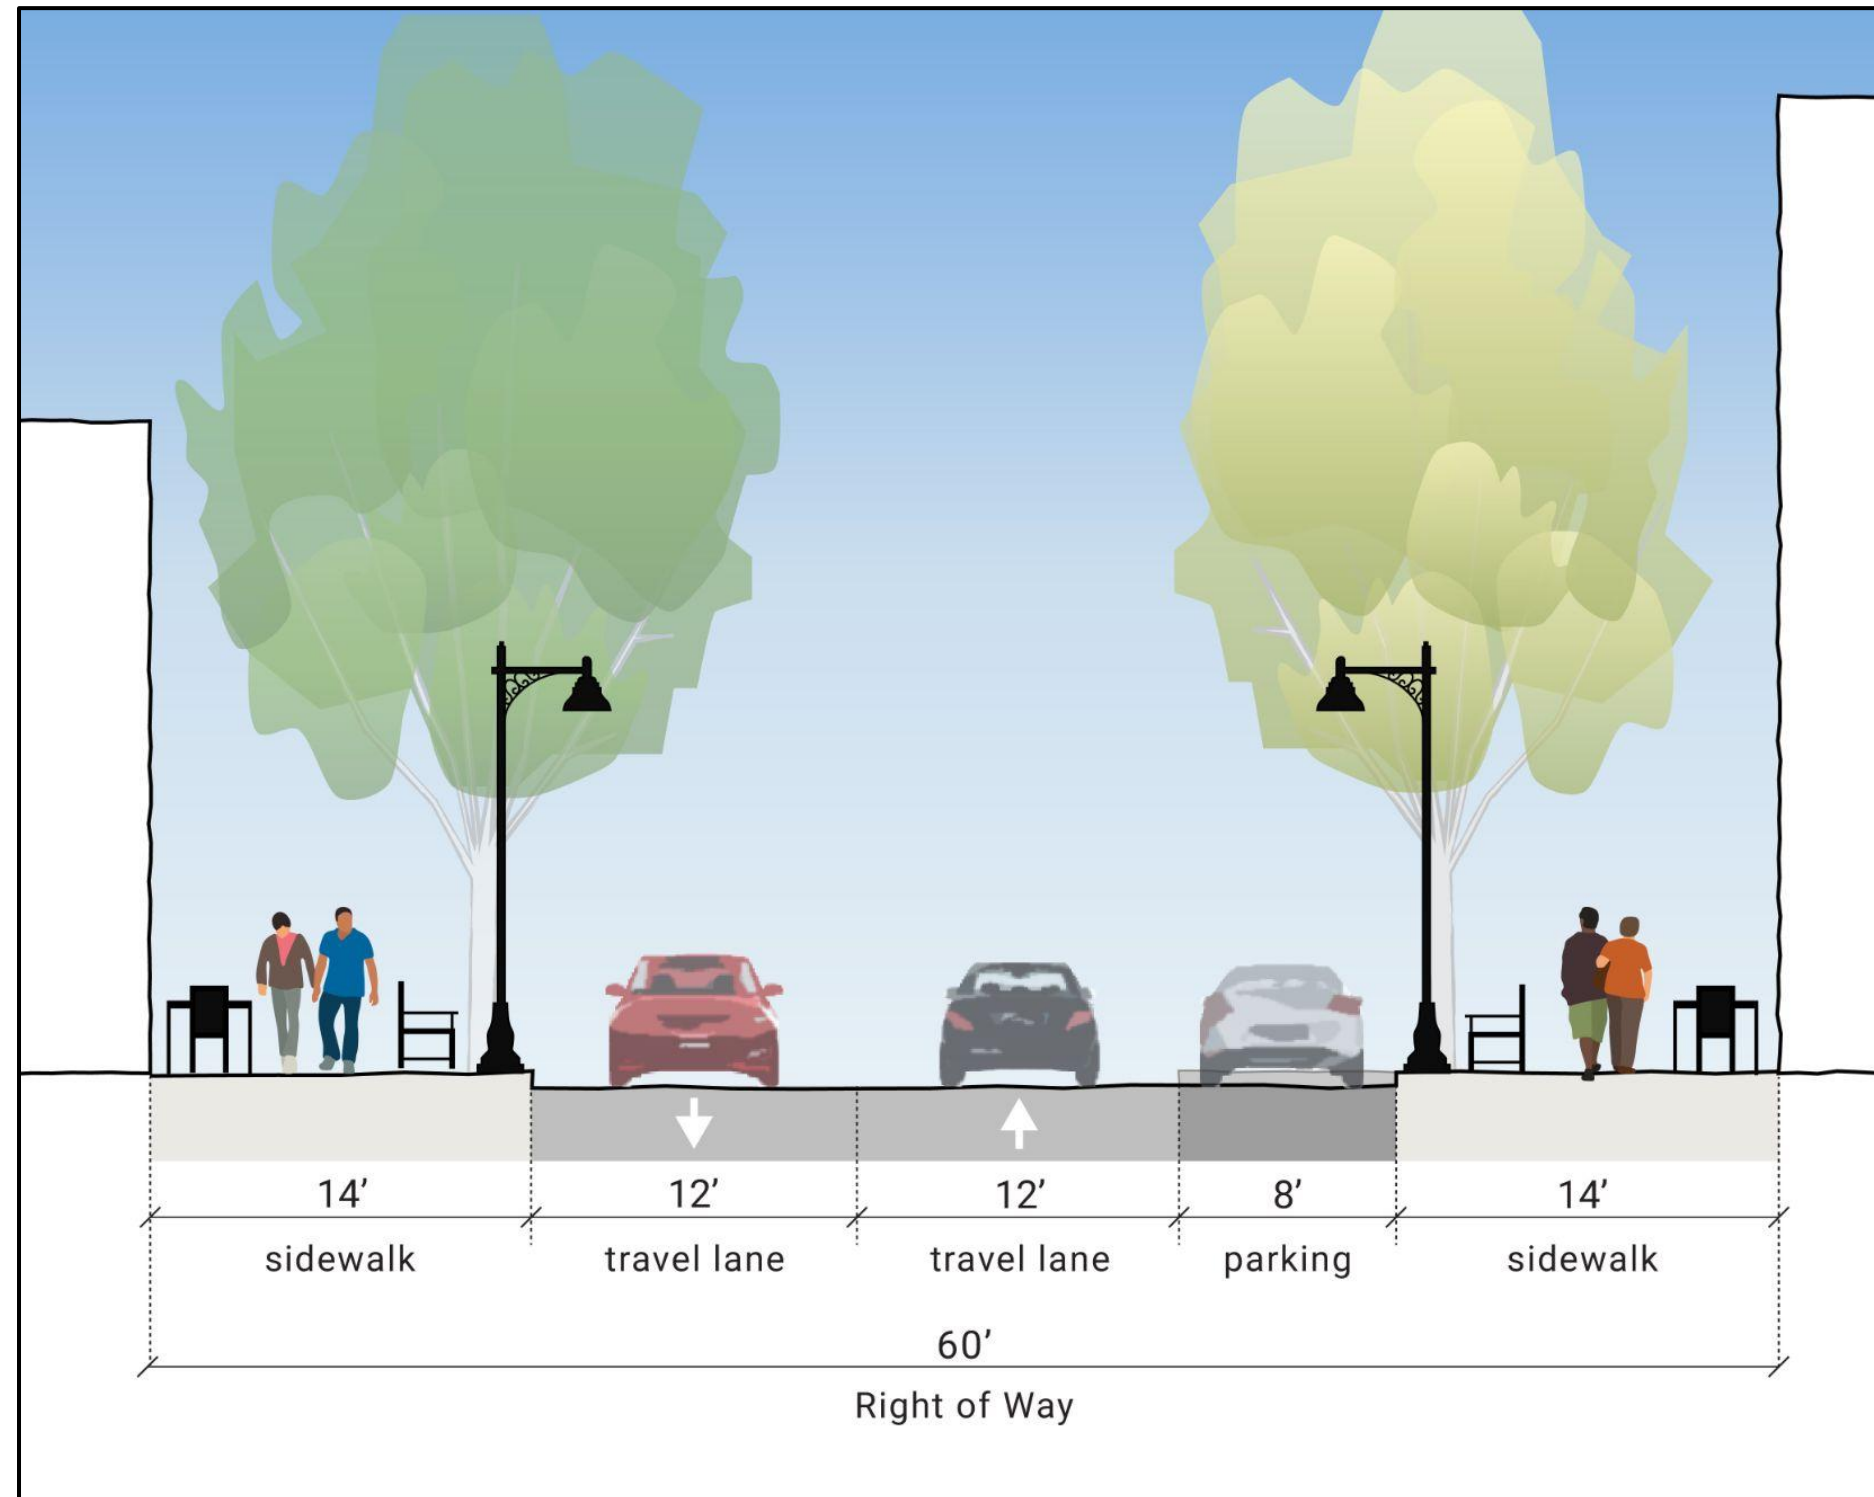 14’ 12’ 12’ 8’ 14’
sidewalk travel lane travel lane parking sidewalk
60’
Right of Way